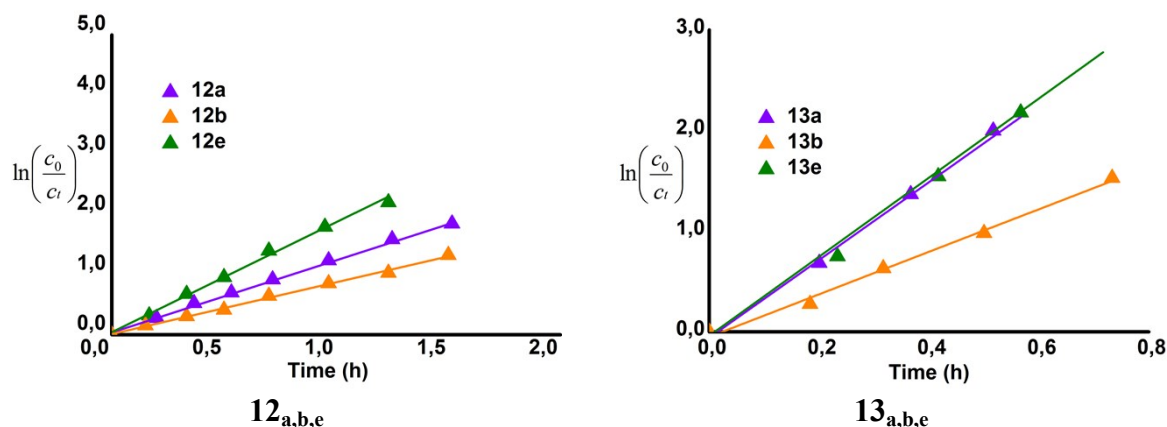 5,0
4,0
3,0
2,0
1,0
0,0
ln(c₀/cₜ)
12a
12b
12e
0,0 0,5 1,0 1,5 2,0
Time (h)
12a,b,e
3,0
2,0
1,0
0,0
ln(c₀/cₜ)
13a
13b
13e
0,0 0,2 0,4 0,6 0,8
Time (h)
13a,b,e